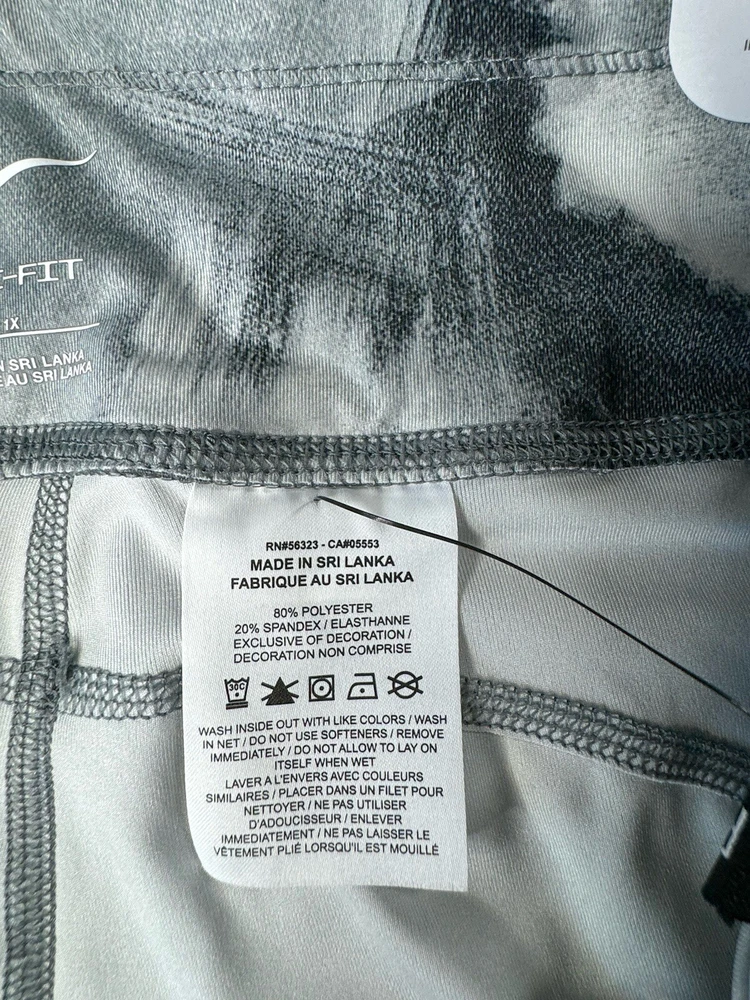 -FIT
1X
SRI LANKA
AU SRI LANKA
RN#56323 - CA#05553
MADE IN SRI LANKA
FABRIQUE AU SRI LANKA
80% POLYESTER
20% SPANDEX / ELASTHANNE
EXCLUSIVE OF DECORATION /
DECORATION NON COMPRISE
30C
WASH INSIDE OUT WITH LIKE COLORS / WASH
IN NET / DO NOT USE SOFTENERS / REMOVE
IMMEDIATELY / DO NOT ALLOW TO LAY ON
ITSELF WHEN WET
LAVER A L'ENVERS AVEC COULEURS
SIMILAIRES / PLACER DANS UN FILET POUR
NETTOYER / NE PAS UTILISER
D'ADOUCISSEUR / ENLEVER
IMMEDIATEMENT / NE PAS LAISSER LE
VÊTEMENT PLIÉ LORSQU'IL EST MOUILLÉ